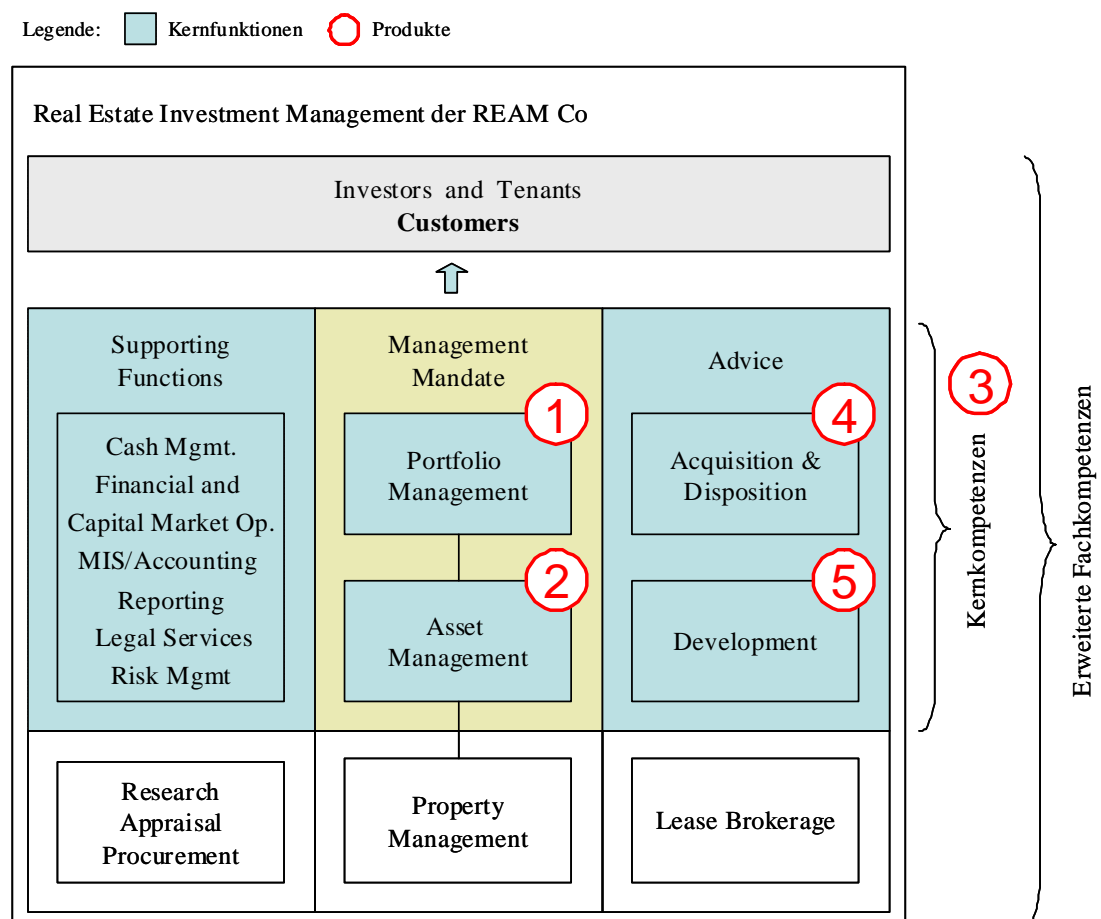 Legende: Kernfunktionen Produkte
Real Estate Investment Management der REAM Co
Investors and Tenants
Customers
Supporting
Functions
Cash Mgmt.
Financial and
Capital Market Op.
MIS/Accounting
Reporting
Legal Services
Risk Mgmt
Management
Mandate
1
Portfolio
Management
2
Asset
Management
Advice
4
Acquisition &
Disposition
5
Development
3
Kernkompetenzen
Erweiterte Fachkompetenzen
Research
Appraisal
Procurement
Property
Management
Lease Brokerage